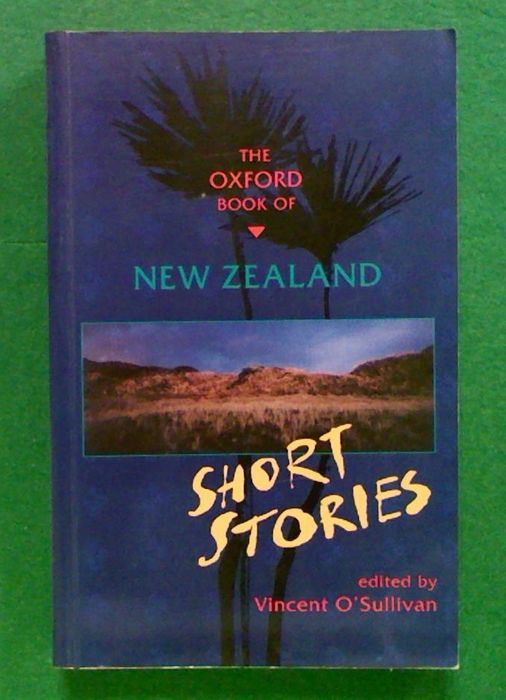 THE
OXFORD
BOOK OF
NEW ZEALAND
SHORT
STORIES
edited by
Vincent O'Sullivan